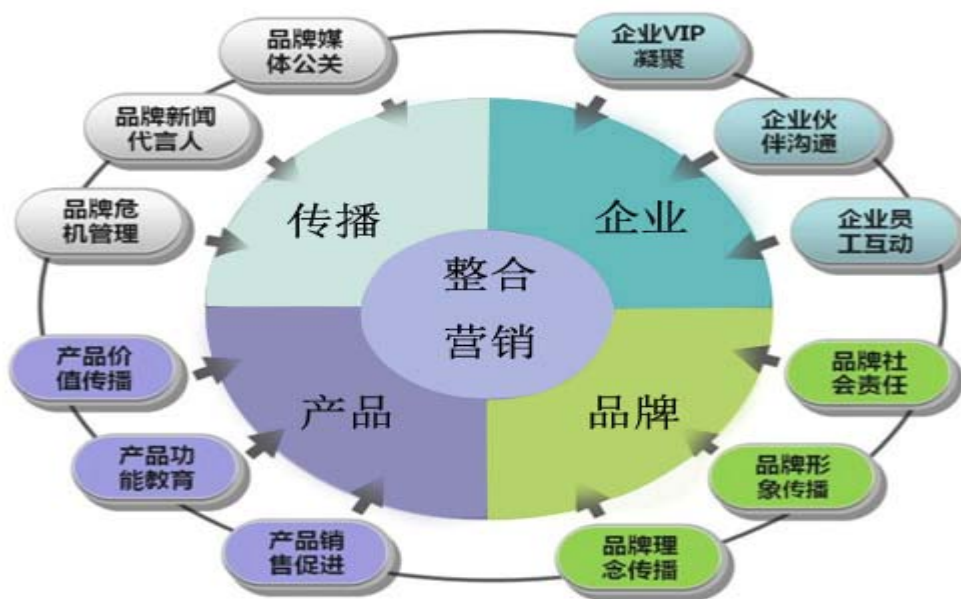 品牌媒
体公关
企业VIP
凝聚
品牌新闻
代言人
企业伙
伴沟通
品牌危
机管理
企业员
工互动
传播
企业
整合
营销
产品
品牌
产品价
值传播
品牌社
会责任
产品功
能教育
品牌形
象传播
产品销
售促进
品牌理
念传播